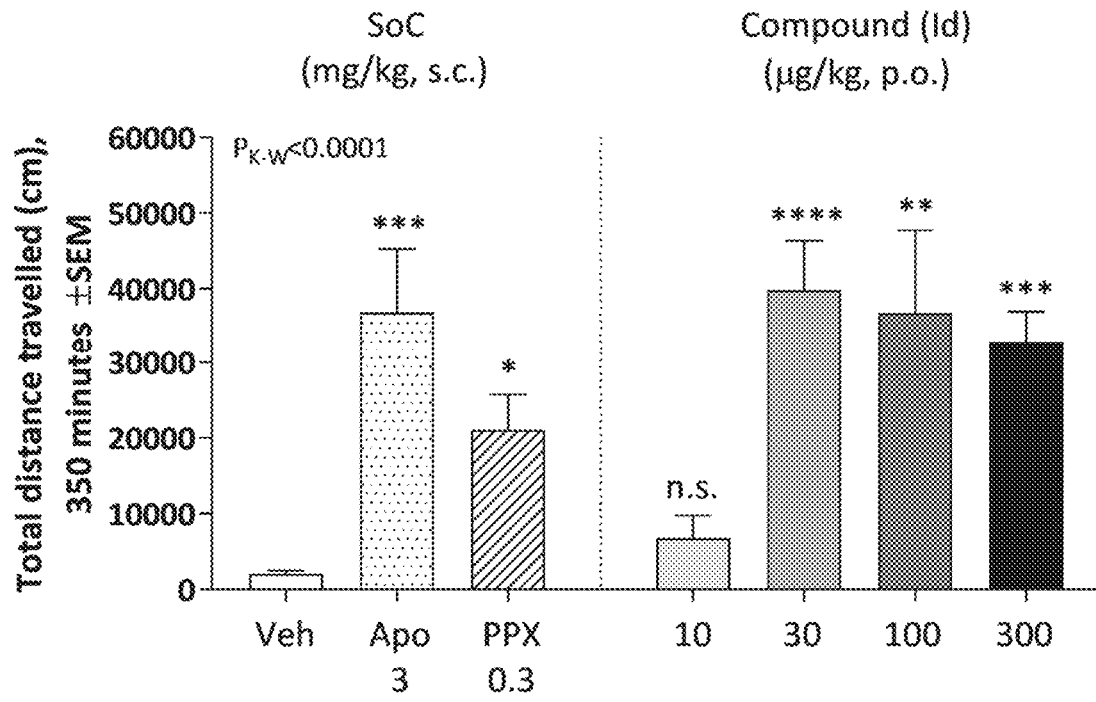 SoC
(mg/kg, s.c.)
Compound (Id)
(µg/kg, p.o.)
Total distance travelled (cm),
350 minutes ±SEM
60000
50000
40000
30000
20000
10000
0
PK-W<0.0001
***
*
n.s.
****
**
***
Veh
Apo
3
PPX
0.3
10
30
100
300